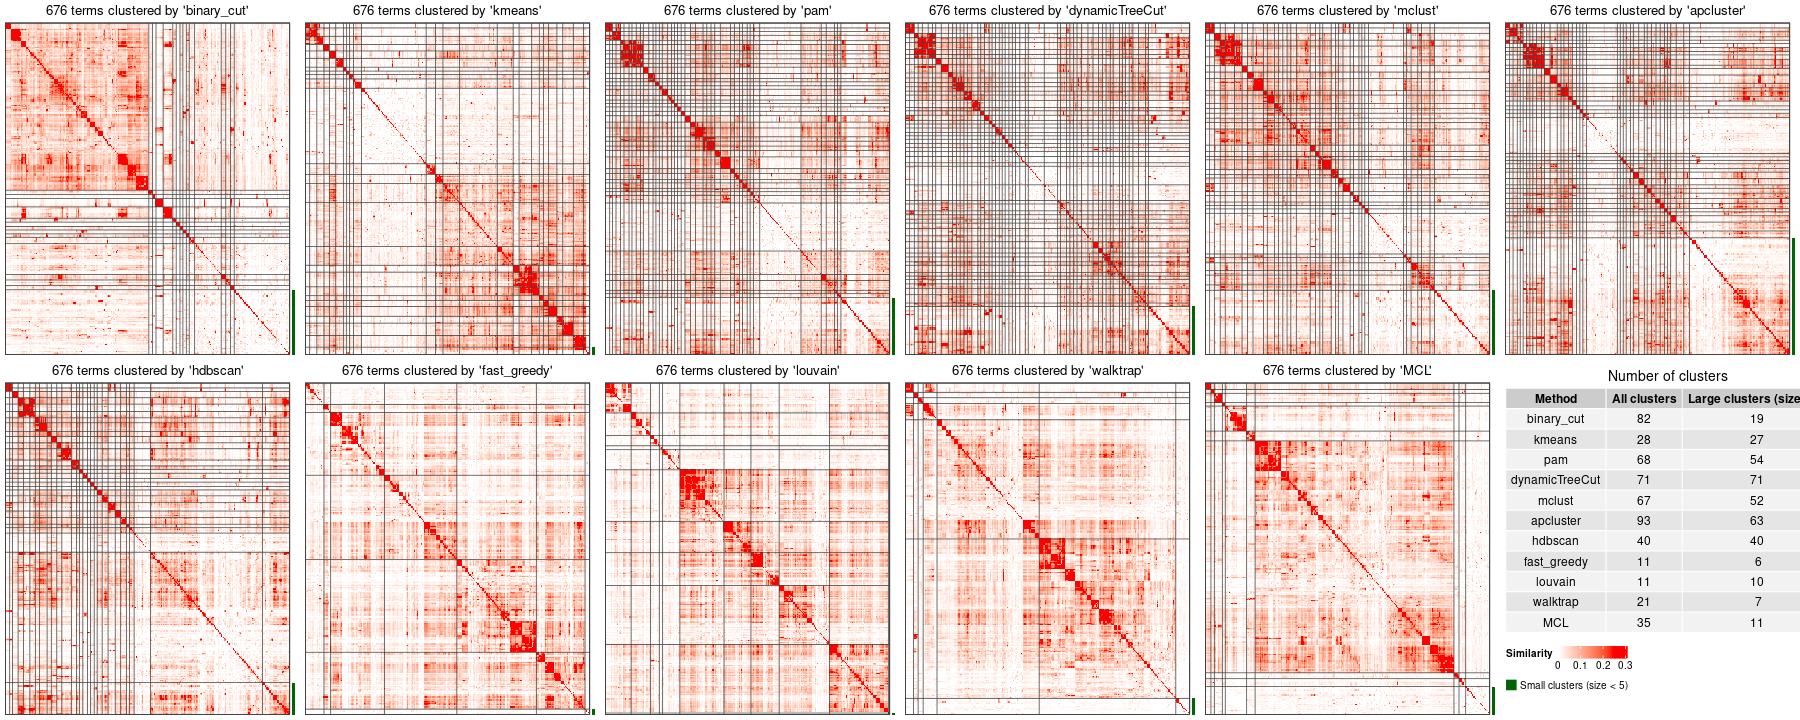 676 terms clustered by 'binary_cut'
676 terms clustered by 'kmeans'
676 terms clustered by 'pam'
676 terms clustered by 'dynamicTreeCut'
676 terms clustered by 'mclust'
676 terms clustered by 'apcluster'
676 terms clustered by 'hdbscan'
676 terms clustered by 'fast_greedy'
676 terms clustered by 'louvain'
676 terms clustered by 'walktrap'
676 terms clustered by 'MCL'
Number of clusters
Method All clusters Large clusters (size
binary_cut 82 19
kmeans 28 27
pam 68 54
dynamicTreeCut 71 71
mclust 67 52
apcluster 93 63
hdbscan 40 40
fast_greedy 11 6
louvain 11 10
walktrap 21 7
MCL 35 11
Similarity
0 0.1 0.2 0.3
Small clusters (size < 5)